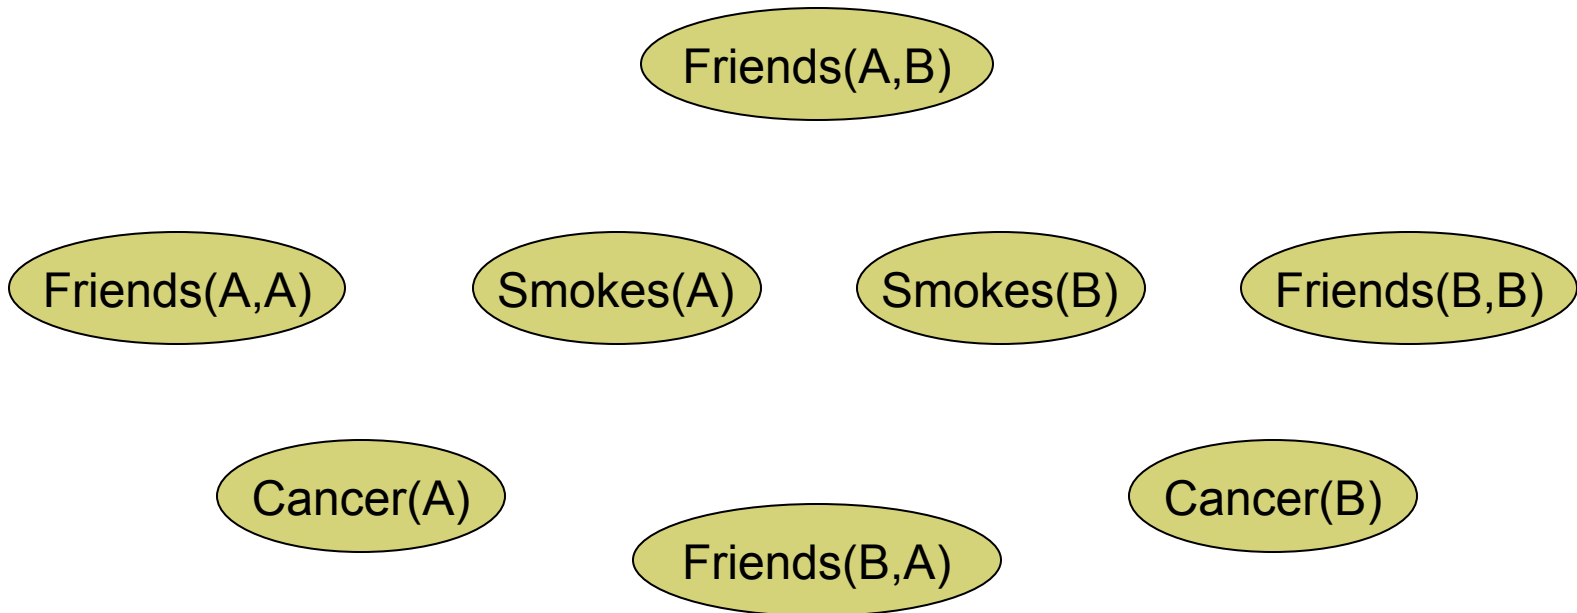 Friends(A,B)
Friends(A,A)
Smokes(A)
Smokes(B)
Friends(B,B)
Cancer(A)
Cancer(B)
Friends(B,A)